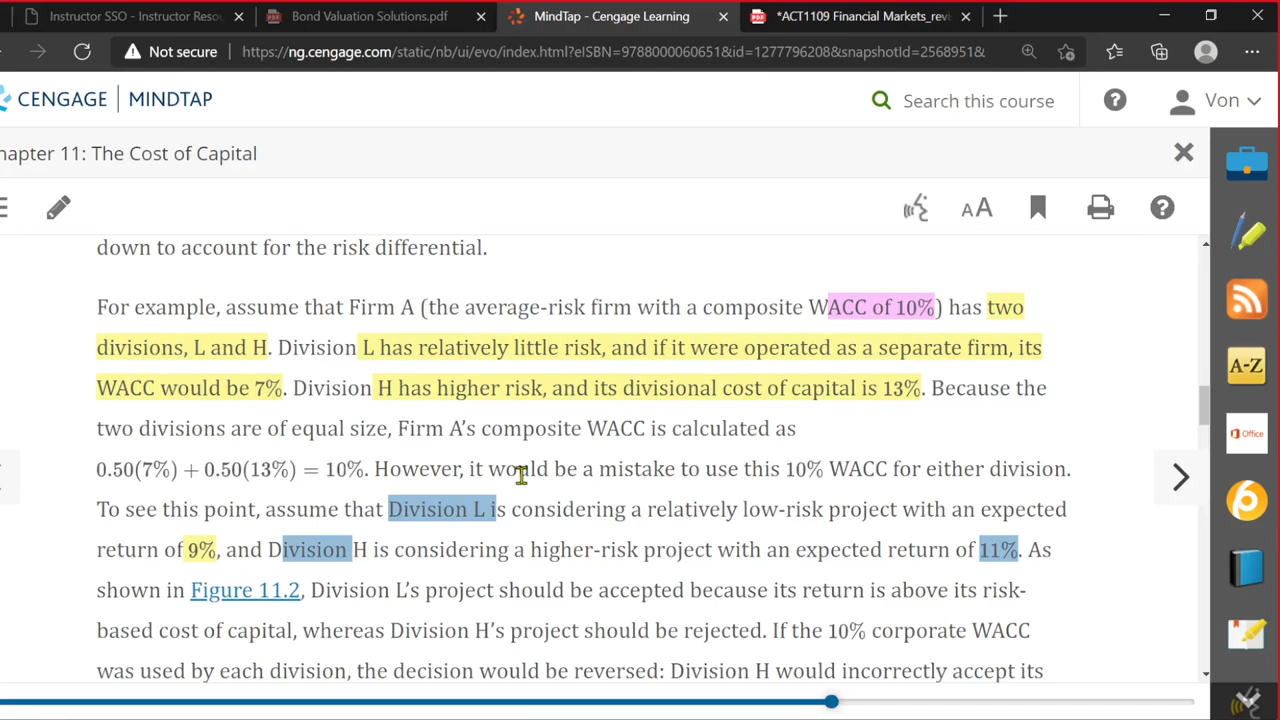 Instructor SSO - Instructor Resou
Bond Valuation Solutions.pdf
MindTap - Cengage Learning
*ACT1109 Financial Markets_revi
Not secure
https://ng.cengage.com/static/nb/ui/evo/index.html?eISBN=9788000060651&id=1277796208&snapshotId=2568951&
CENGAGE | MINDTAP
Search this course
Von
hapter 11: The Cost of Capital
AA
down to account for the risk differential.
For example, assume that Firm A (the average-risk firm with a composite WACC of 10%) has two
divisions, L and H. Division L has relatively little risk, and if it were operated as a separate firm, its
WACC would be 7%. Division H has higher risk, and its divisional cost of capital is 13%. Because the
two divisions are of equal size, Firm A’s composite WACC is calculated as
0.50(7%) + 0.50(13%) = 10%. However, it would be a mistake to use this 10% WACC for either division.
To see this point, assume that Division L is considering a relatively low-risk project with an expected
return of 9%, and Division H is considering a higher-risk project with an expected return of 11%. As
shown in Figure 11.2, Division L’s project should be accepted because its return is above its risk-
based cost of capital, whereas Division H’s project should be rejected. If the 10% corporate WACC
was used by each division, the decision would be reversed: Division H would incorrectly accept its
A-Z
Office